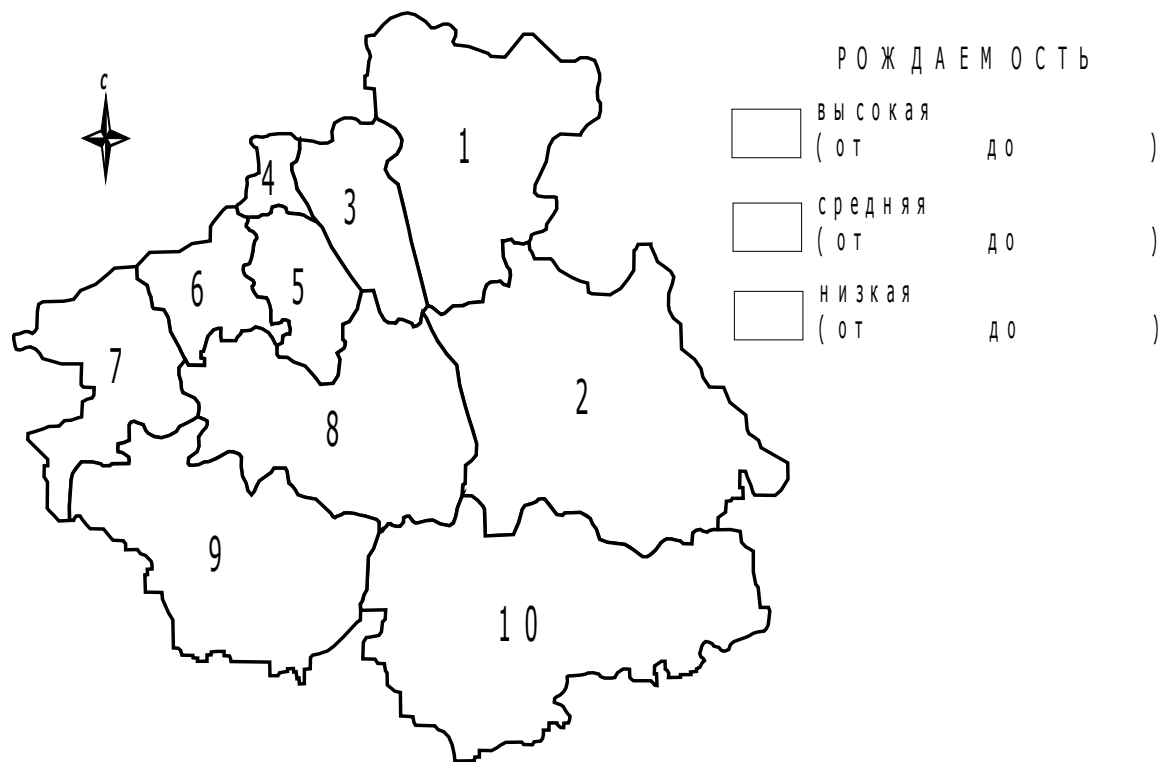 с
РОЖДАЕМОСТЬ
высокая
(от до )
средняя
(от до )
низкая
(от до )
1
4
3
6
5
7
2
8
9
10